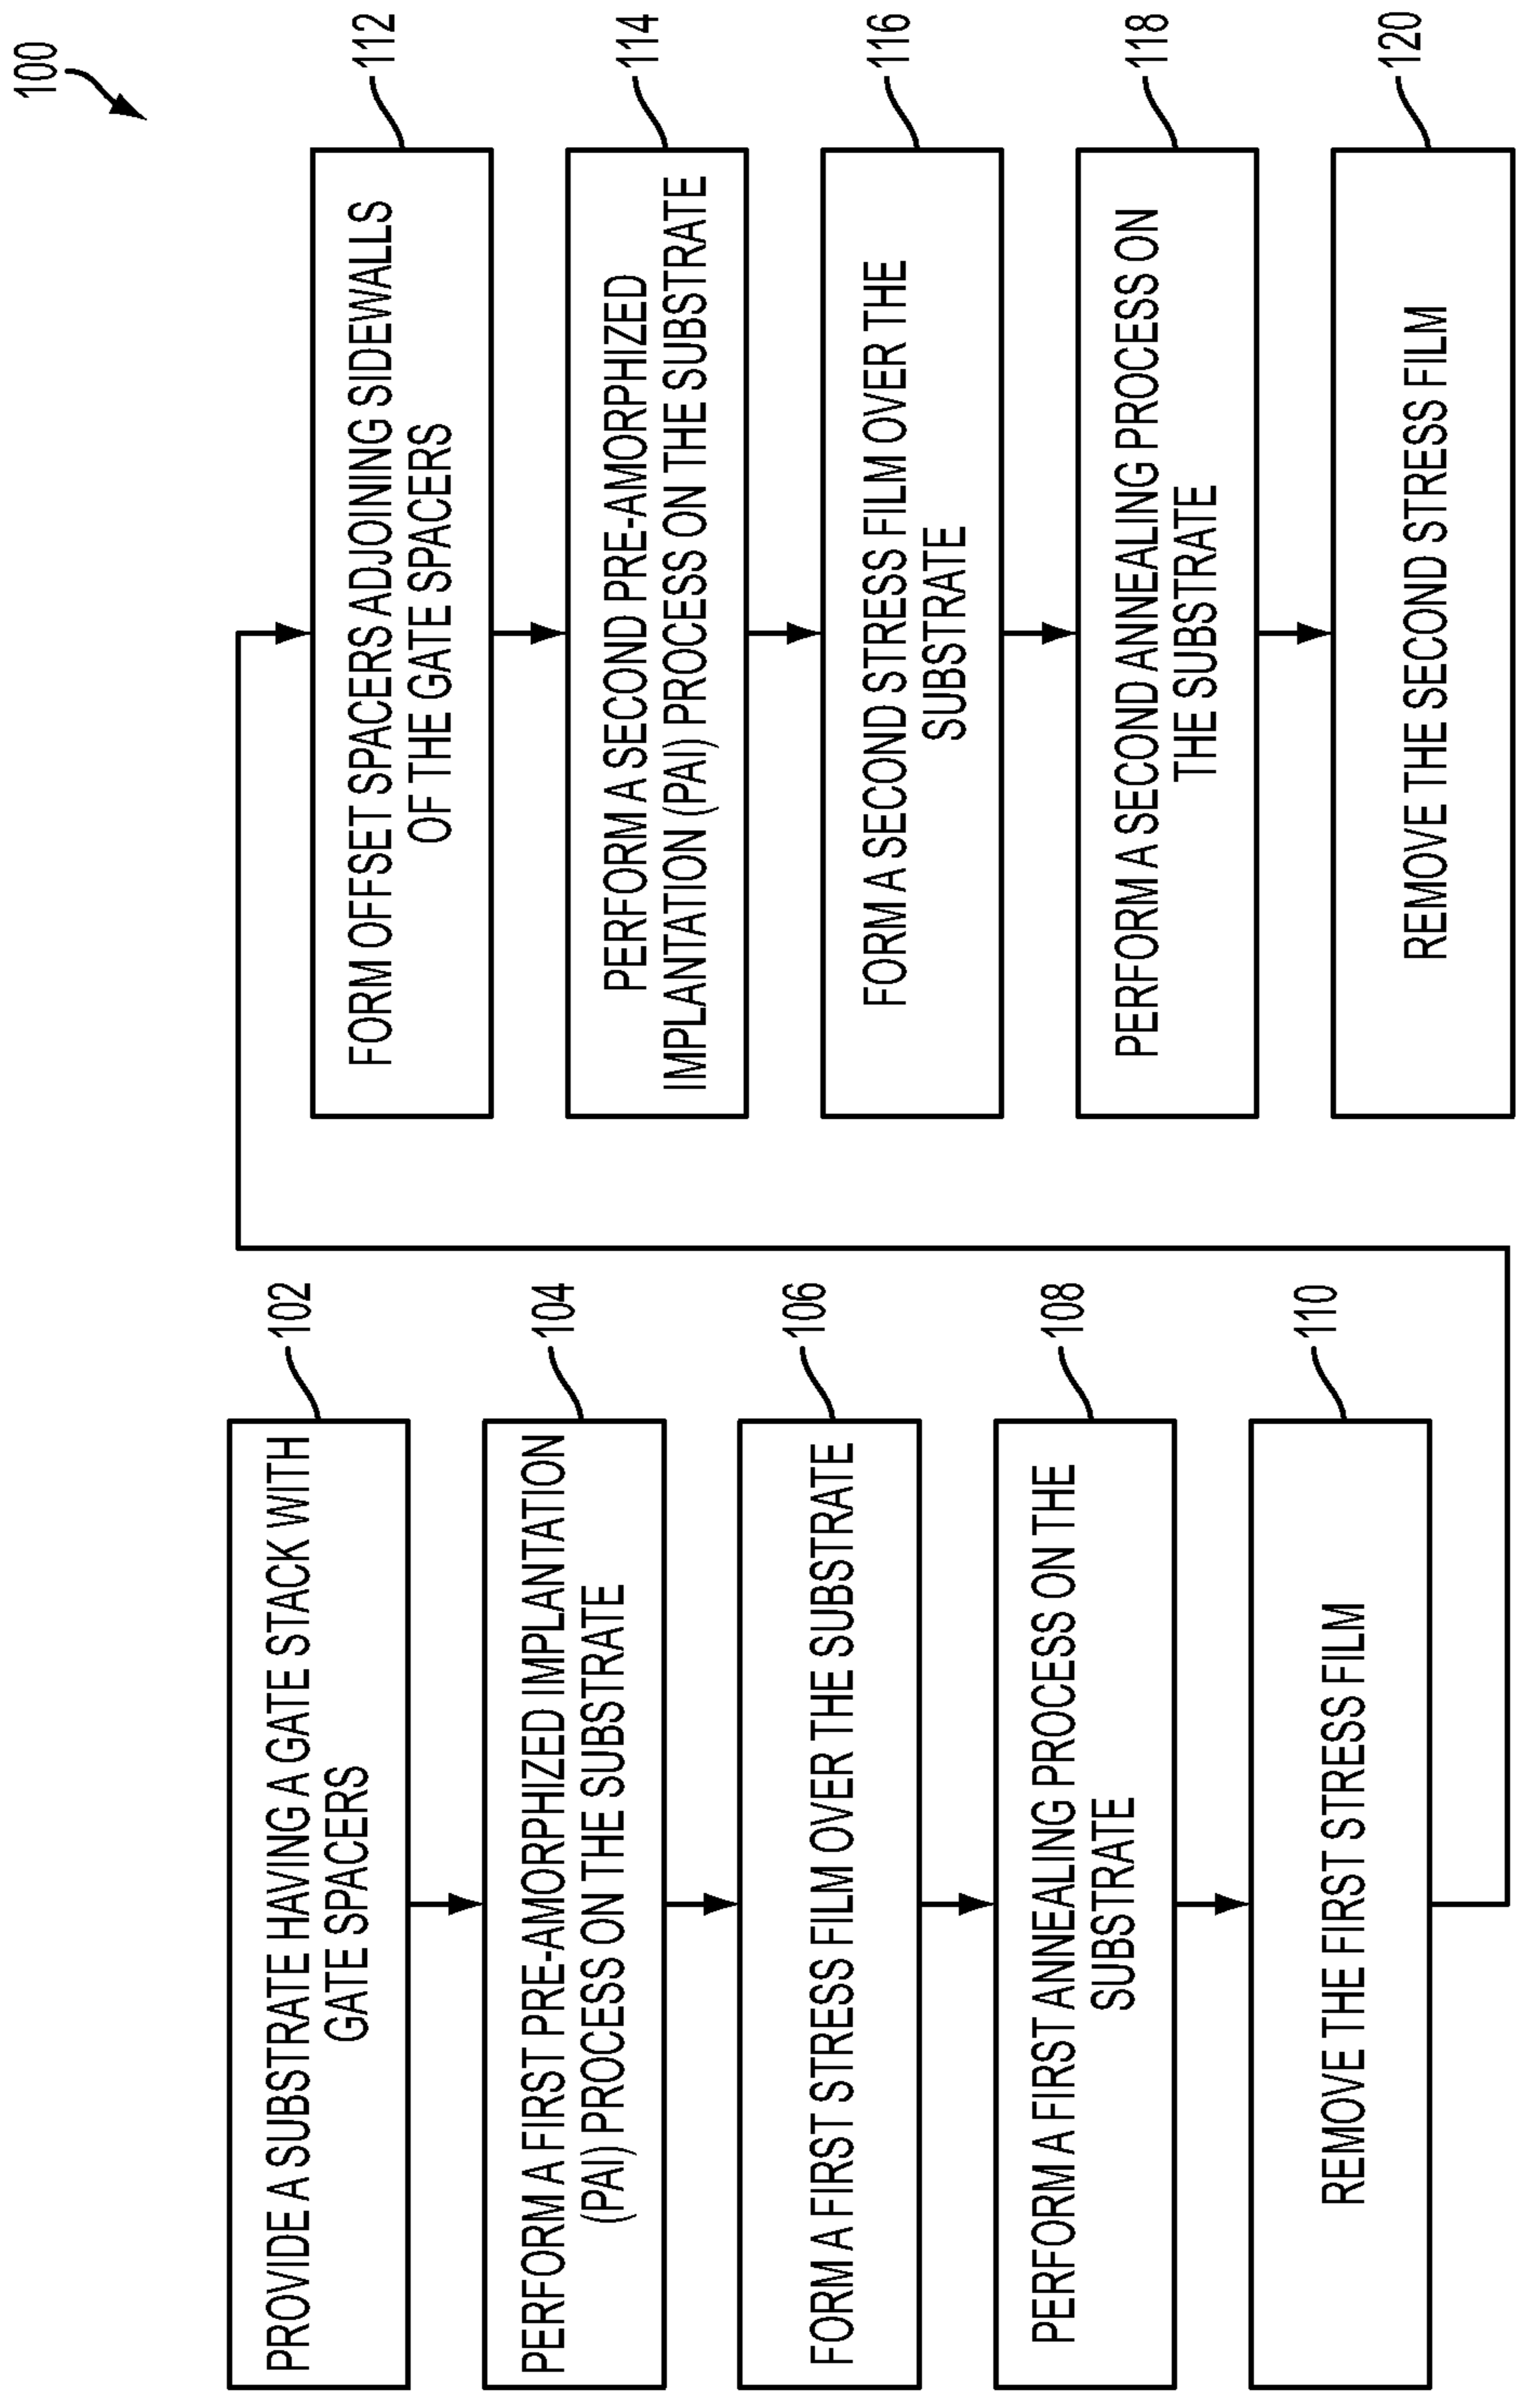 100
102
PROVIDE A SUBSTRATE HAVING A GATE STACK WITH
GATE SPACERS
104
PERFORM A FIRST PRE-AMORPHIZED IMPLANTATION
(PAI) PROCESS ON THE SUBSTRATE
106
FORM A FIRST STRESS FILM OVER THE SUBSTRATE
108
PERFORM A FIRST ANNEALING PROCESS ON THE
SUBSTRATE
110
REMOVE THE FIRST STRESS FILM
112
FORM OFFSET SPACERS ADJOINING SIDEWALLS
OF THE GATE SPACERS
114
PERFORM A SECOND PRE-AMORPHIZED
IMPLANTATION (PAI) PROCESS ON THE SUBSTRATE
116
FORM A SECOND STRESS FILM OVER THE
SUBSTRATE
118
PERFORM A SECOND ANNEALING PROCESS ON
THE SUBSTRATE
120
REMOVE THE SECOND STRESS FILM